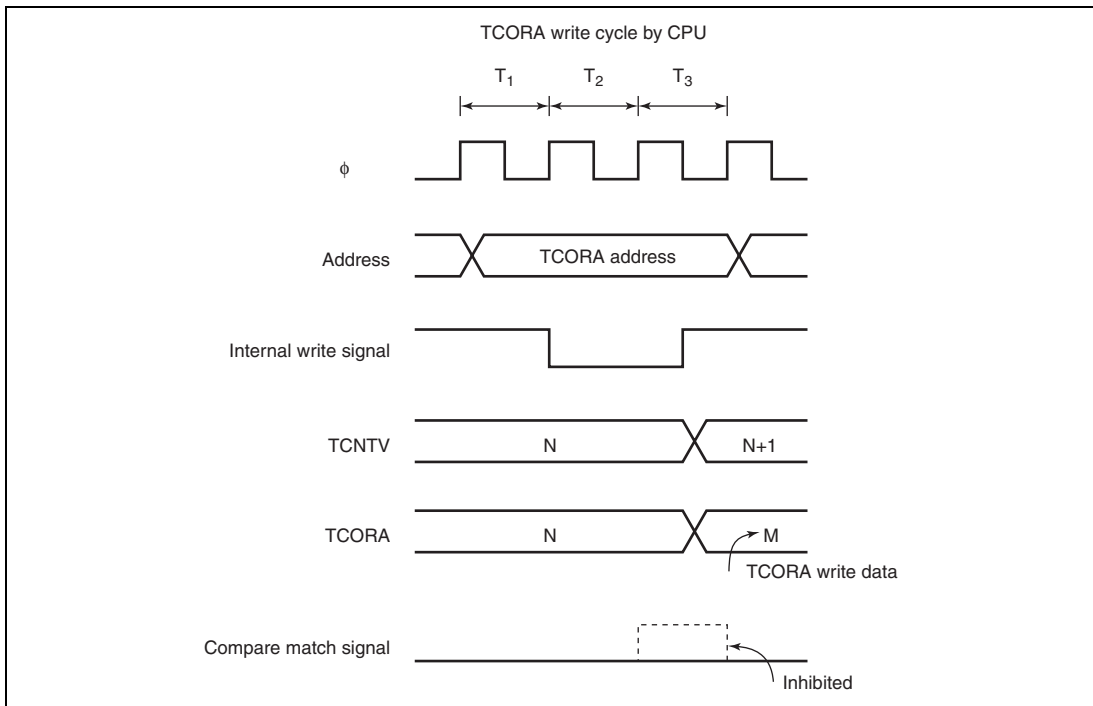 TCORA write cycle by CPU
T1 T2 T3
φ
Address TCORA address
Internal write signal
TCNTV N N+1
TCORA N M
TCORA write data
Compare match signal
Inhibited